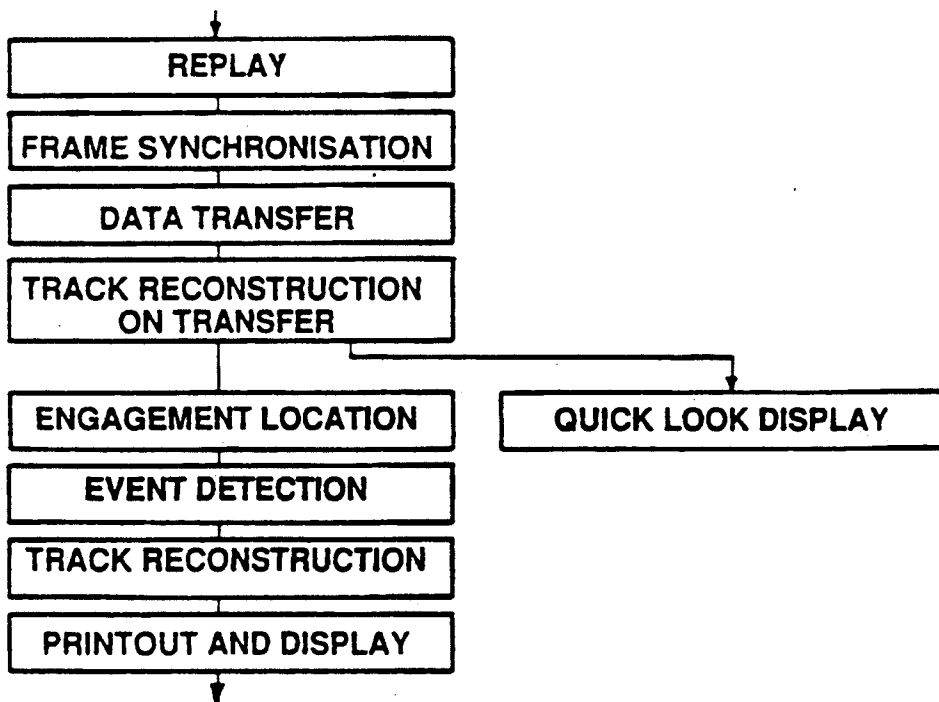 REPLAY
FRAME SYNCHRONISATION
DATA TRANSFER
TRACK RECONSTRUCTION
ON TRANSFER
ENGAGEMENT LOCATION
QUICK LOOK DISPLAY
EVENT DETECTION
TRACK RECONSTRUCTION
PRINTOUT AND DISPLAY